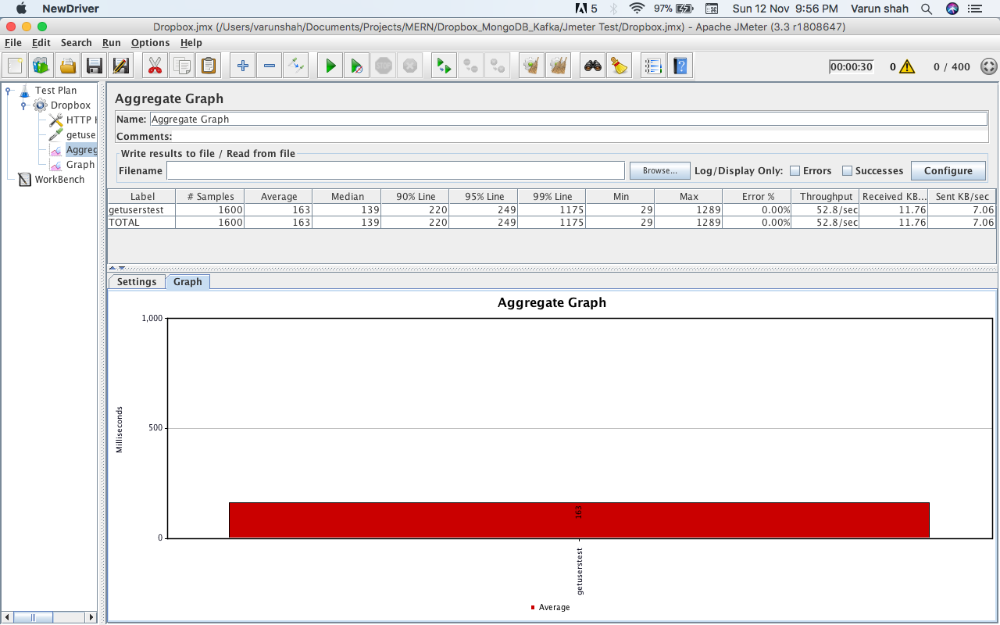 NewDriver 5 97% Sun 12 Nov 9:56 PM Varun shah
Dropbox.jmx (/Users/varunshah/Documents/Projects/MERN/Dropbox_MongoDB_Kafka/Jmeter Test/Dropbox.jmx) - Apache JMeter (3.3 r1808647)
File Edit Search Run Options Help
STOP 00:00:30 0 0 / 400
Test Plan
Dropbox
HTTP
getuse
Aggreg
Graph
WorkBench
Aggregate Graph
Name: Aggregate Graph
Comments:
Write results to file / Read from file
Filename Browse... Log/Display Only: Errors Successes Configure
Label # Samples Average Median 90% Line 95% Line 99% Line Min Max Error % Throughput Received KB... Sent KB/sec
getuserstest 1600 163 139 220 249 1175 29 1289 0.00% 52.8/sec 11.76 7.06
TOTAL 1600 163 139 220 249 1175 29 1289 0.00% 52.8/sec 11.76 7.06
Settings Graph
Aggregate Graph
1,000
500
0
Milliseconds
163
getuserstest
Average